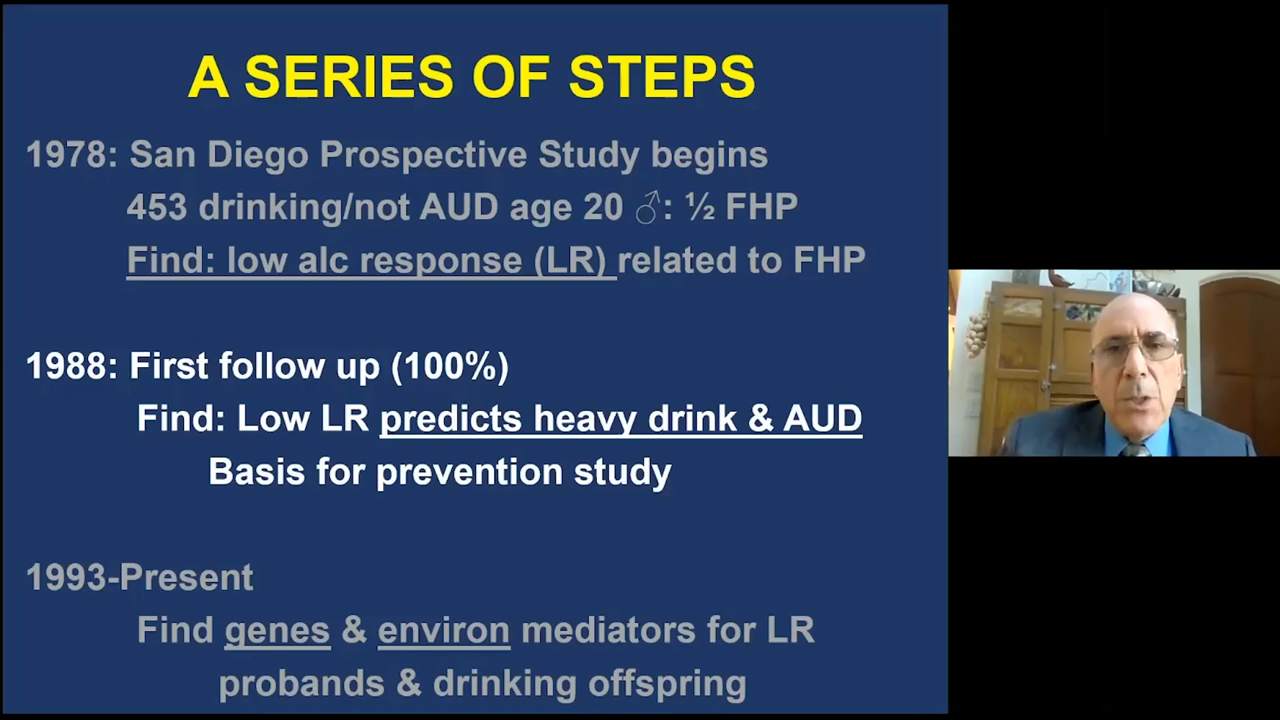 A SERIES OF STEPS
1978: San Diego Prospective Study begins
453 drinking/not AUD age 20 ♂: ½ FHP
Find: low alc response (LR) related to FHP
1988: First follow up (100%)
Find: Low LR predicts heavy drink & AUD
Basis for prevention study
1993-Present
Find genes & environ mediators for LR
probands & drinking offspring